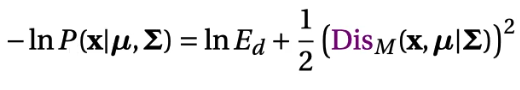 −ln P(x|μ, Σ) = ln E_d + 1/2 (Dis_M(x, μ|Σ))²